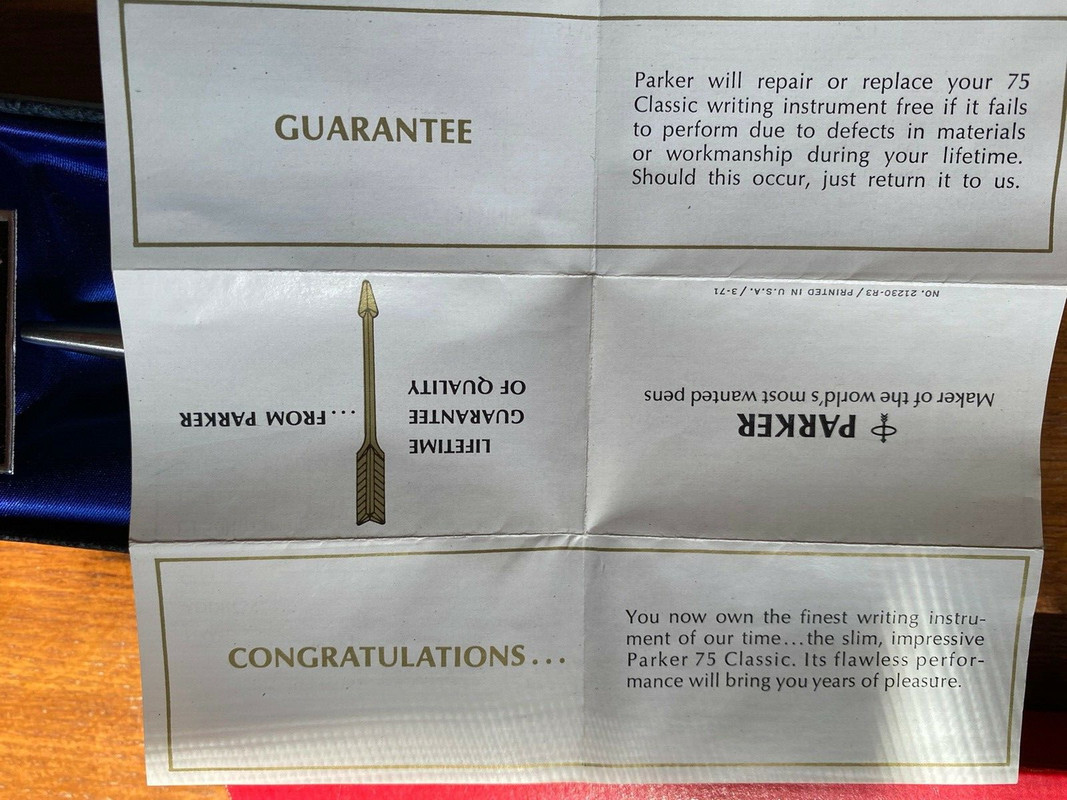 GUARANTEE
Parker will repair or replace your 75
Classic writing instrument free if it fails
to perform due to defects in materials
or workmanship during your lifetime.
Should this occur, just return it to us.
PARKER
Maker of the world's most wanted pens
NO. 21230-R3 / PRINTED IN U.S.A. / 3-71
LIFETIME
GUARANTEE
OF QUALITY
...FROM PARKER
CONGRATULATIONS...
You now own the finest writing instru-
ment of our time...the slim, impressive
Parker 75 Classic. Its flawless perfor-
mance will bring you years of pleasure.